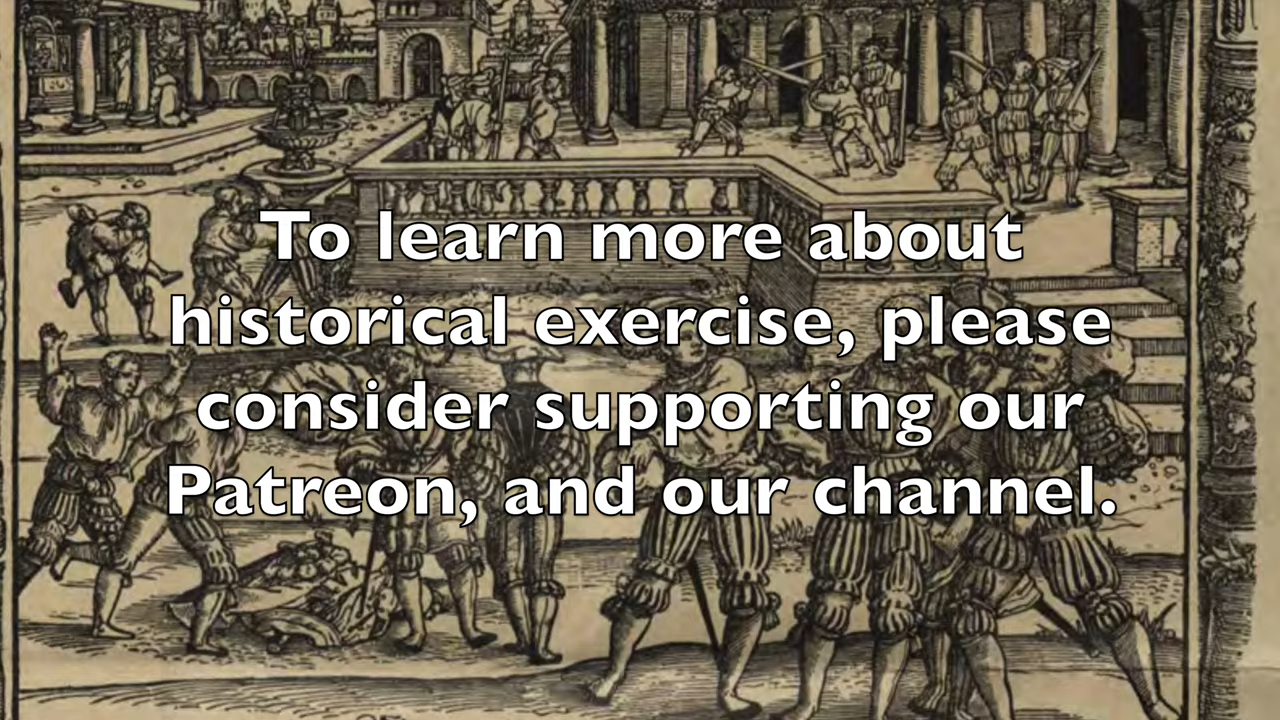 To learn more about
historical exercise, please
consider supporting our
Patreon, and our channel.